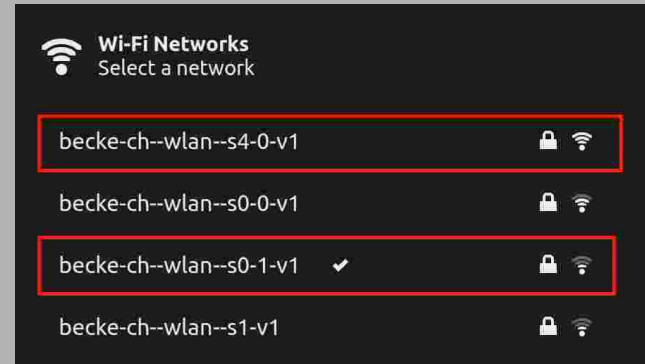 Wi-Fi Networks
Select a network
becke-ch--wlan--s4-0-v1
becke-ch--wlan--s0-0-v1
becke-ch--wlan--s0-1-v1
becke-ch--wlan--s1-v1